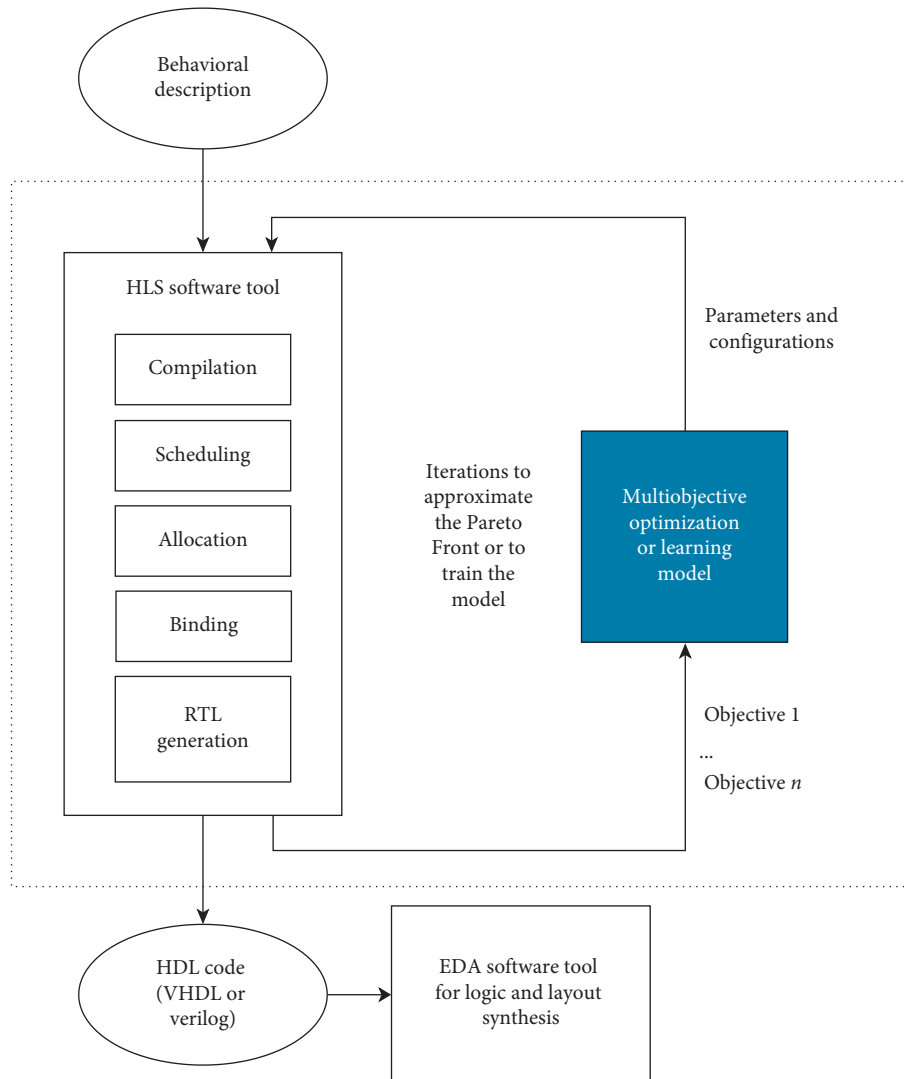 Behavioral
description
HLS software tool
Compilation
Scheduling
Allocation
Binding
RTL
generation
Parameters and
configurations
Iterations to
approximate
the Pareto
Front or to
train the
model
Multiobjective
optimization
or learning
model
Objective 1
...
Objective n
HDL code
(VHDL or
verilog)
EDA software tool
for logic and layout
synthesis